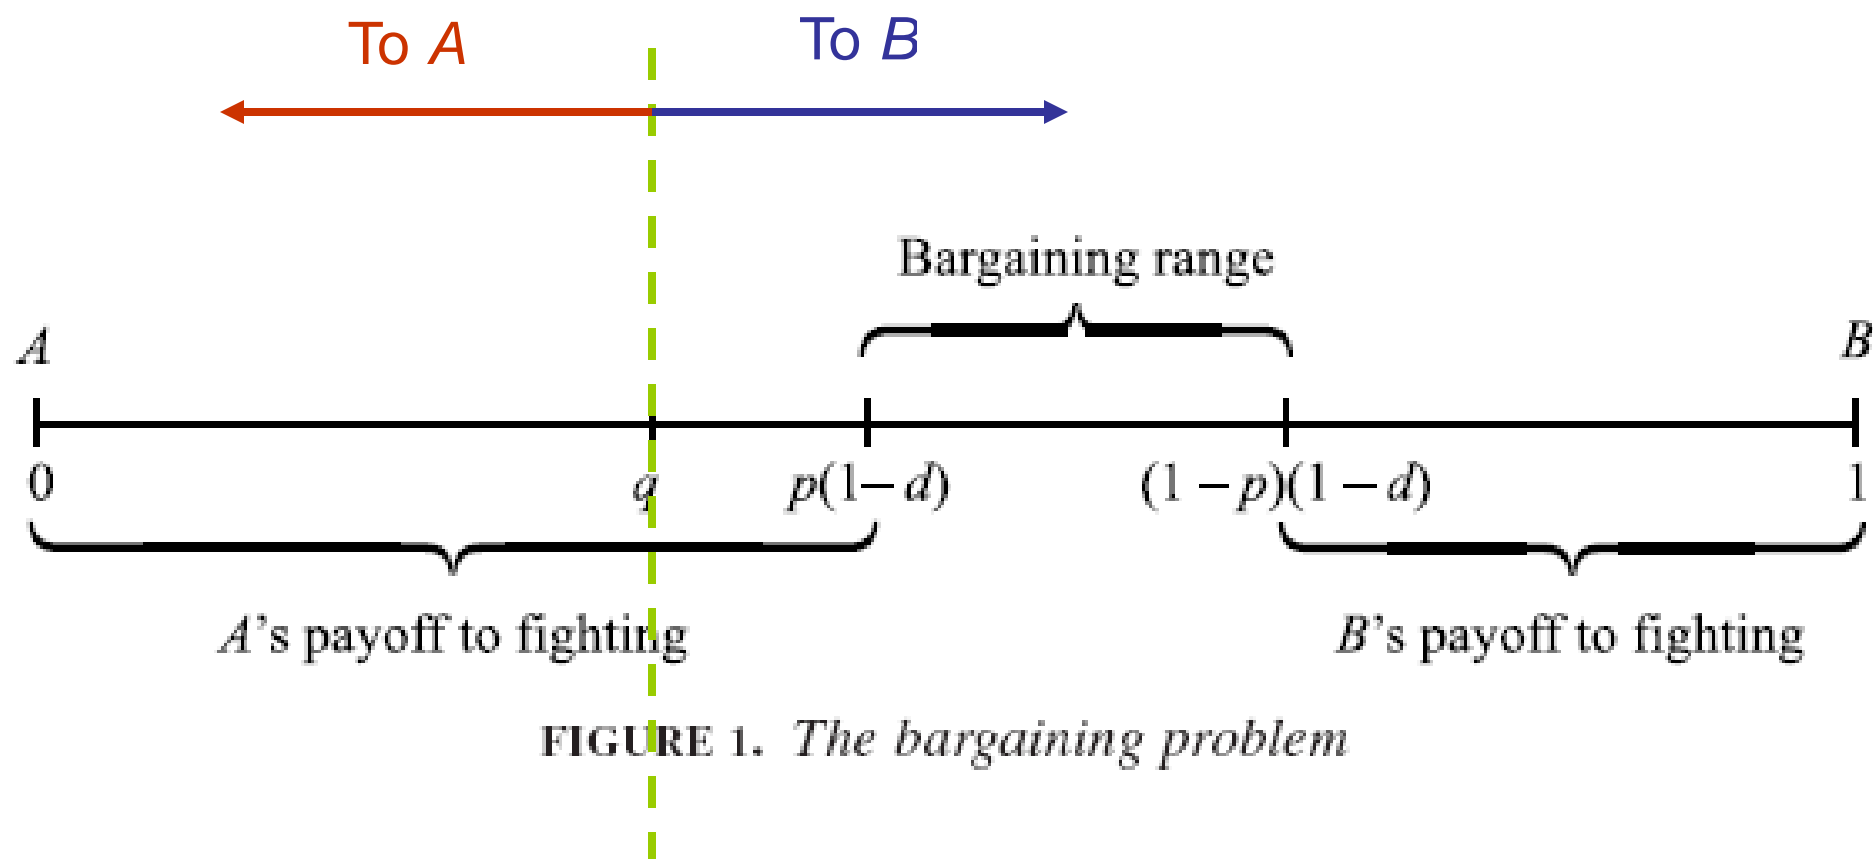 To A To B
Bargaining range
A B
0 q p(1– d) (1 – p)(1 – d) 1
A’s payoff to fighting B’s payoff to fighting
FIGURE 1. The bargaining problem